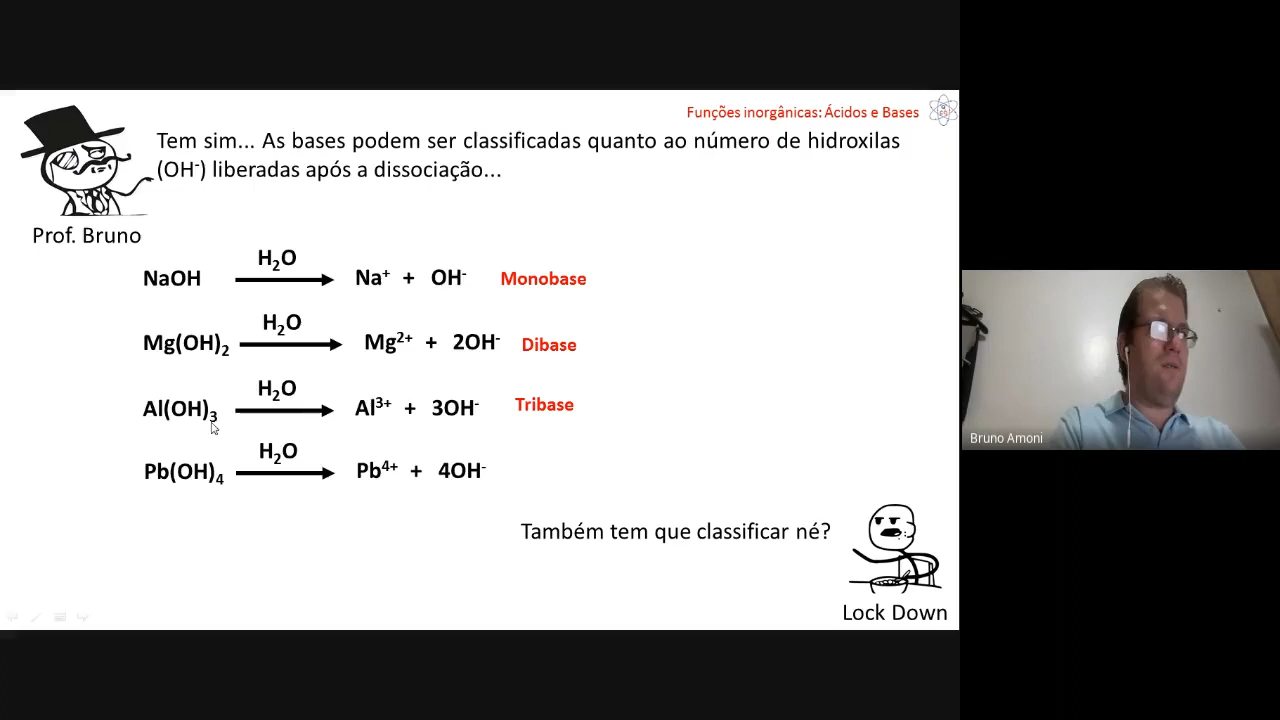 Funções inorgânicas: Ácidos e Bases
Tem sim... As bases podem ser classificadas quanto ao número de hidroxilas
(OH⁻) liberadas após a dissociação...
Prof. Bruno
H₂O
NaOH Na⁺ + OH⁻ Monobase
H₂O
Mg(OH)₂ Mg²⁺ + 2OH⁻ Dibase
H₂O
Al(OH)₃ Al³⁺ + 3OH⁻ Tribase
H₂O
Pb(OH)₄ Pb⁴⁺ + 4OH⁻
Também tem que classificar né?
Lock Down
Bruno Amoni